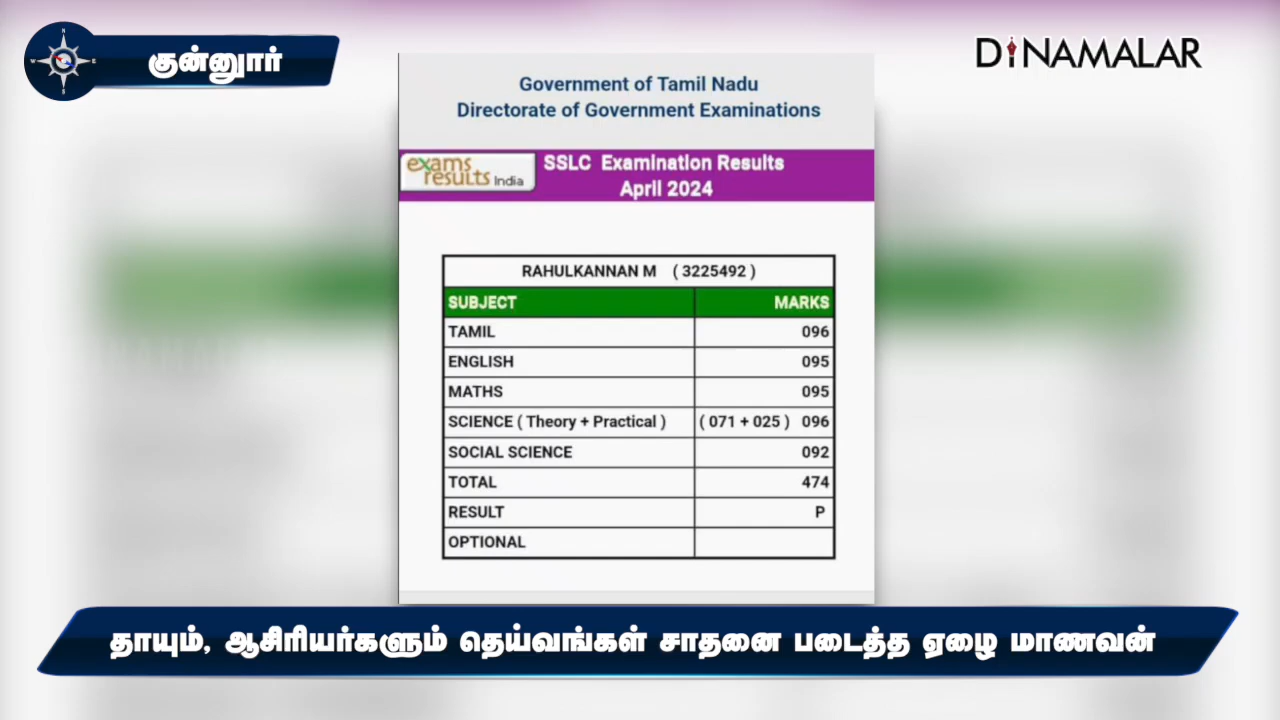 குன்னூர்
DINAMALAR
Government of Tamil Nadu
Directorate of Government Examinations
exams results India
SSLC Examination Results
April 2024
RAHULKANNAN M ( 3225492 )
SUBJECT MARKS
TAMIL 096
ENGLISH 095
MATHS 095
SCIENCE ( Theory + Practical ) ( 071 + 025 ) 096
SOCIAL SCIENCE 092
TOTAL 474
RESULT P
OPTIONAL
தாயும், ஆசிரியர்களும் தெய்வங்கள் சாதனை படைத்த ஏழை மாணவன்